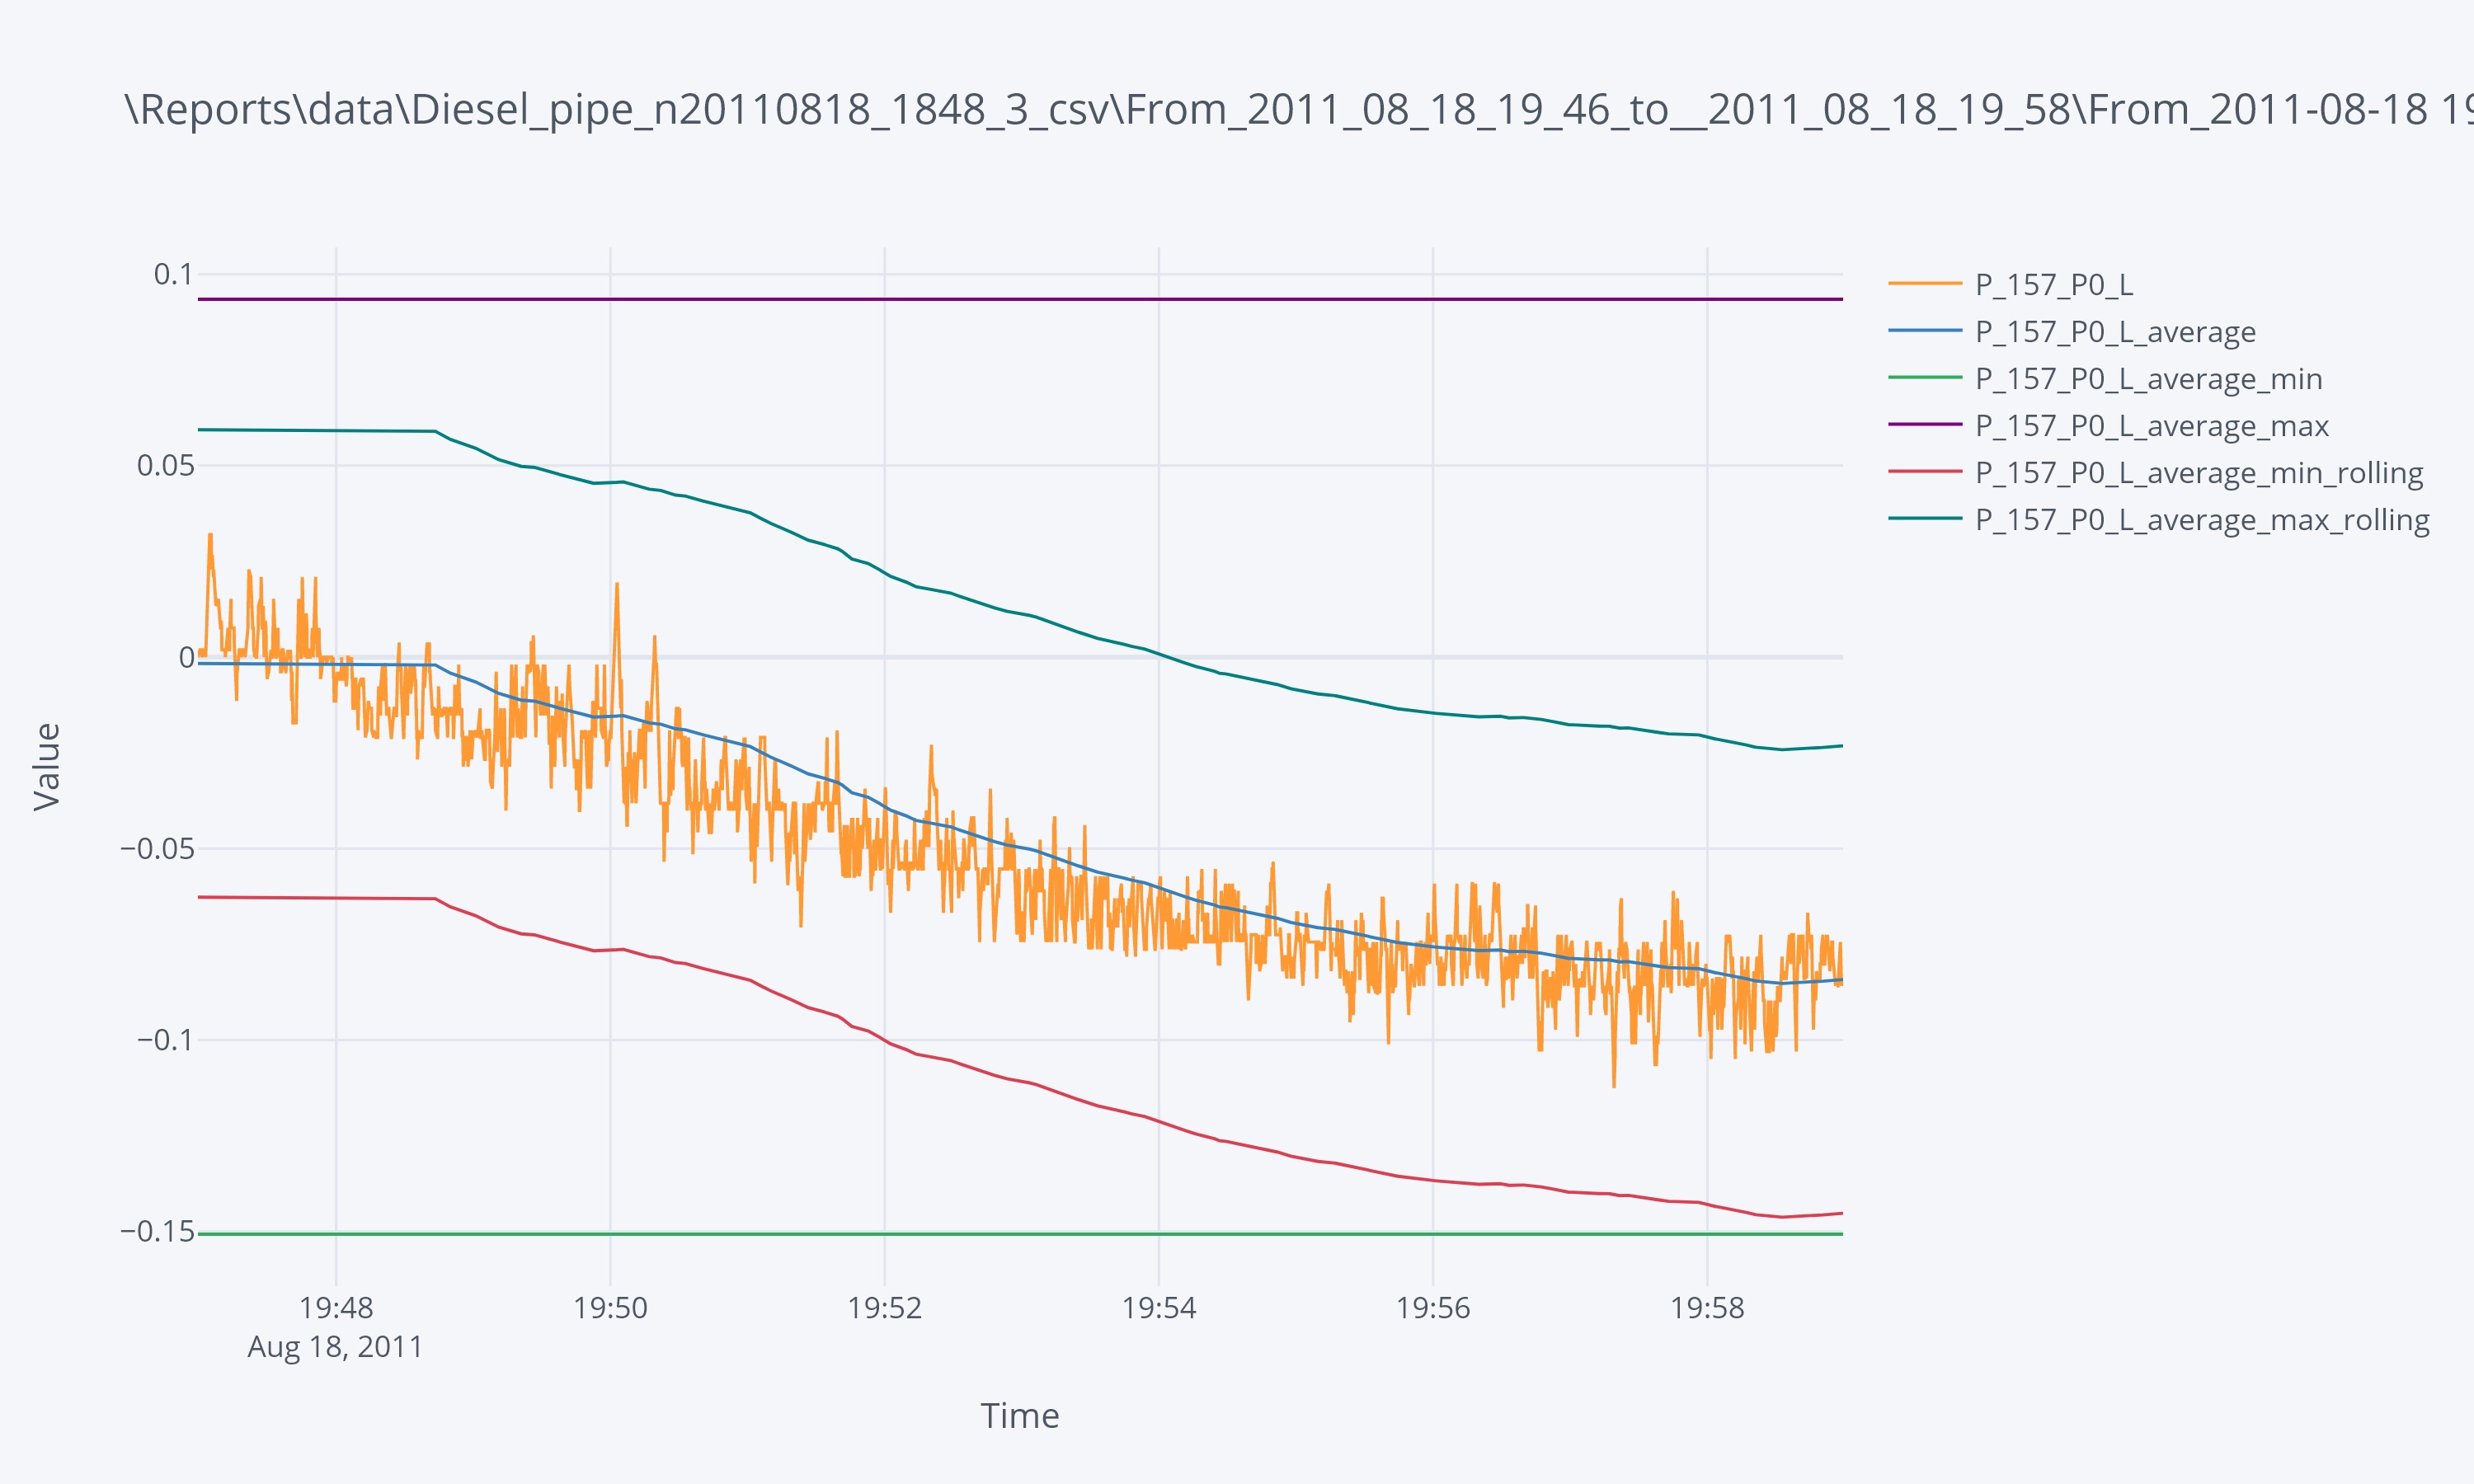 \Reports\data\Diesel_pipe_n20110818_1848_3_csv\From_2011_08_18_19_46_to__2011_08_18_19_58\From_2011-08-18 19
0.1
0.05
0
−0.05
−0.1
−0.15
Value
19:48
Aug 18, 2011
19:50
19:52
19:54
19:56
19:58
Time
P_157_P0_L
P_157_P0_L_average
P_157_P0_L_average_min
P_157_P0_L_average_max
P_157_P0_L_average_min_rolling
P_157_P0_L_average_max_rolling